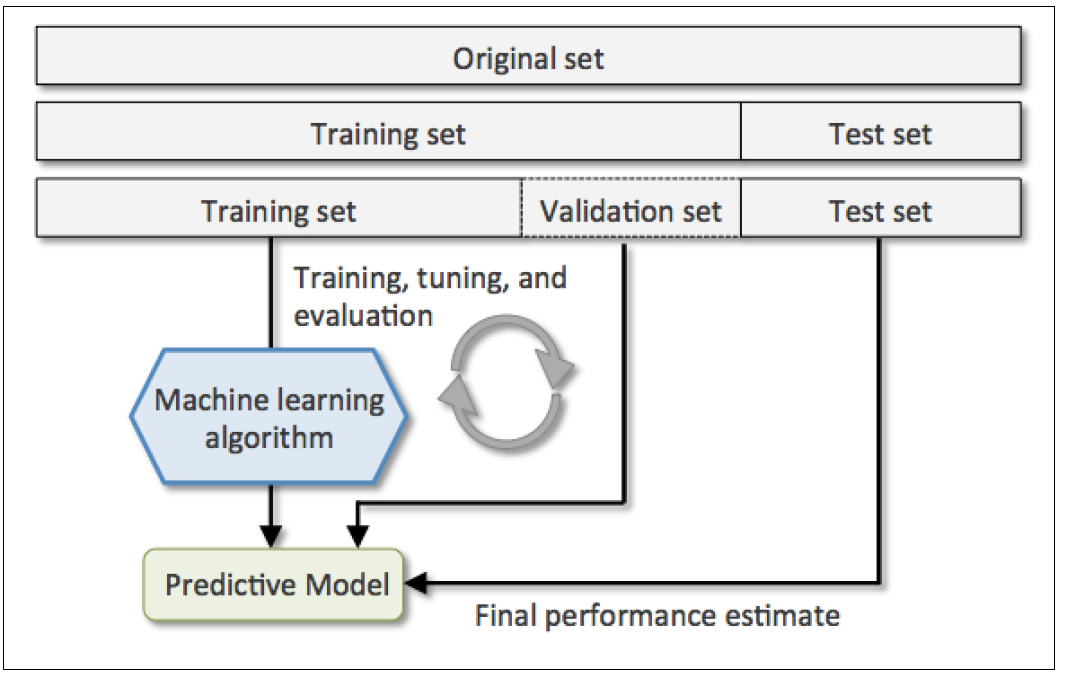 Original set
Training set
Test set
Training set
Validation set
Test set
Training, tuning, and
evaluation
Machine learning
algorithm
Predictive Model
Final performance estimate